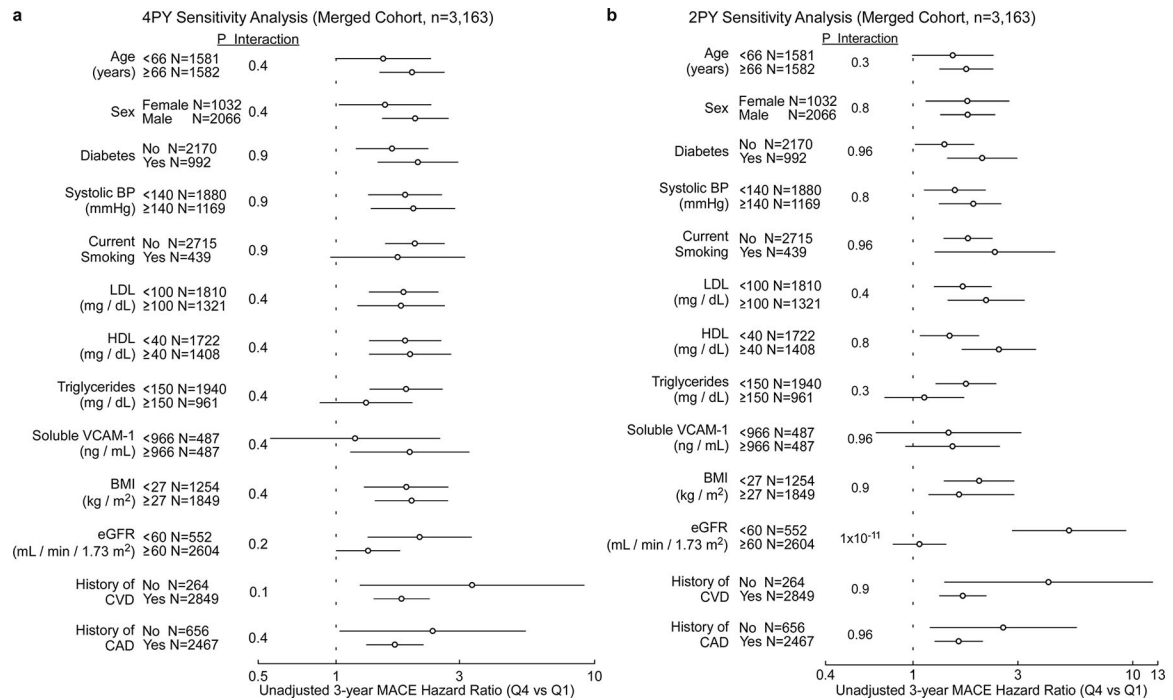 a
4PY Sensitivity Analysis (Merged Cohort, n=3,163)
P Interaction
Age (years) <66 N=1581 0.4
≥66 N=1582
Sex Female N=1032 0.4
Male N=2066
Diabetes No N=2170 0.9
Yes N=992
Systolic BP (mmHg) <140 N=1880 0.9
≥140 N=1169
Current Smoking No N=2715 0.9
Yes N=439
LDL (mg / dL) <100 N=1810 0.4
≥100 N=1321
HDL (mg / dL) <40 N=1722 0.4
≥40 N=1408
Triglycerides (mg / dL) <150 N=1940 0.4
≥150 N=961
Soluble VCAM-1 (ng / mL) <966 N=487 0.4
≥966 N=487
BMI (kg / m²) <27 N=1254 0.4
≥27 N=1849
eGFR (mL / min / 1.73 m²) <60 N=552 0.2
≥60 N=2604
History of CVD No N=264 0.1
Yes N=2849
History of CAD No N=656 0.4
Yes N=2467
0.5 1 3 10
Unadjusted 3-year MACE Hazard Ratio (Q4 vs Q1)
b
2PY Sensitivity Analysis (Merged Cohort, n=3,163)
P Interaction
Age (years) <66 N=1581 0.3
≥66 N=1582
Sex Female N=1032 0.8
Male N=2066
Diabetes No N=2170 0.96
Yes N=992
Systolic BP (mmHg) <140 N=1880 0.8
≥140 N=1169
Current Smoking No N=2715 0.96
Yes N=439
LDL (mg / dL) <100 N=1810 0.4
≥100 N=1321
HDL (mg / dL) <40 N=1722 0.8
≥40 N=1408
Triglycerides (mg / dL) <150 N=1940 0.3
≥150 N=961
Soluble VCAM-1 (ng / mL) <966 N=487 0.96
≥966 N=487
BMI (kg / m²) <27 N=1254 0.9
≥27 N=1849
eGFR (mL / min / 1.73 m²) <60 N=552 1x10⁻¹¹
≥60 N=2604
History of CVD No N=264 0.9
Yes N=2849
History of CAD No N=656 0.96
Yes N=2467
0.4 1 3 10 13
Unadjusted 3-year MACE Hazard Ratio (Q4 vs Q1)